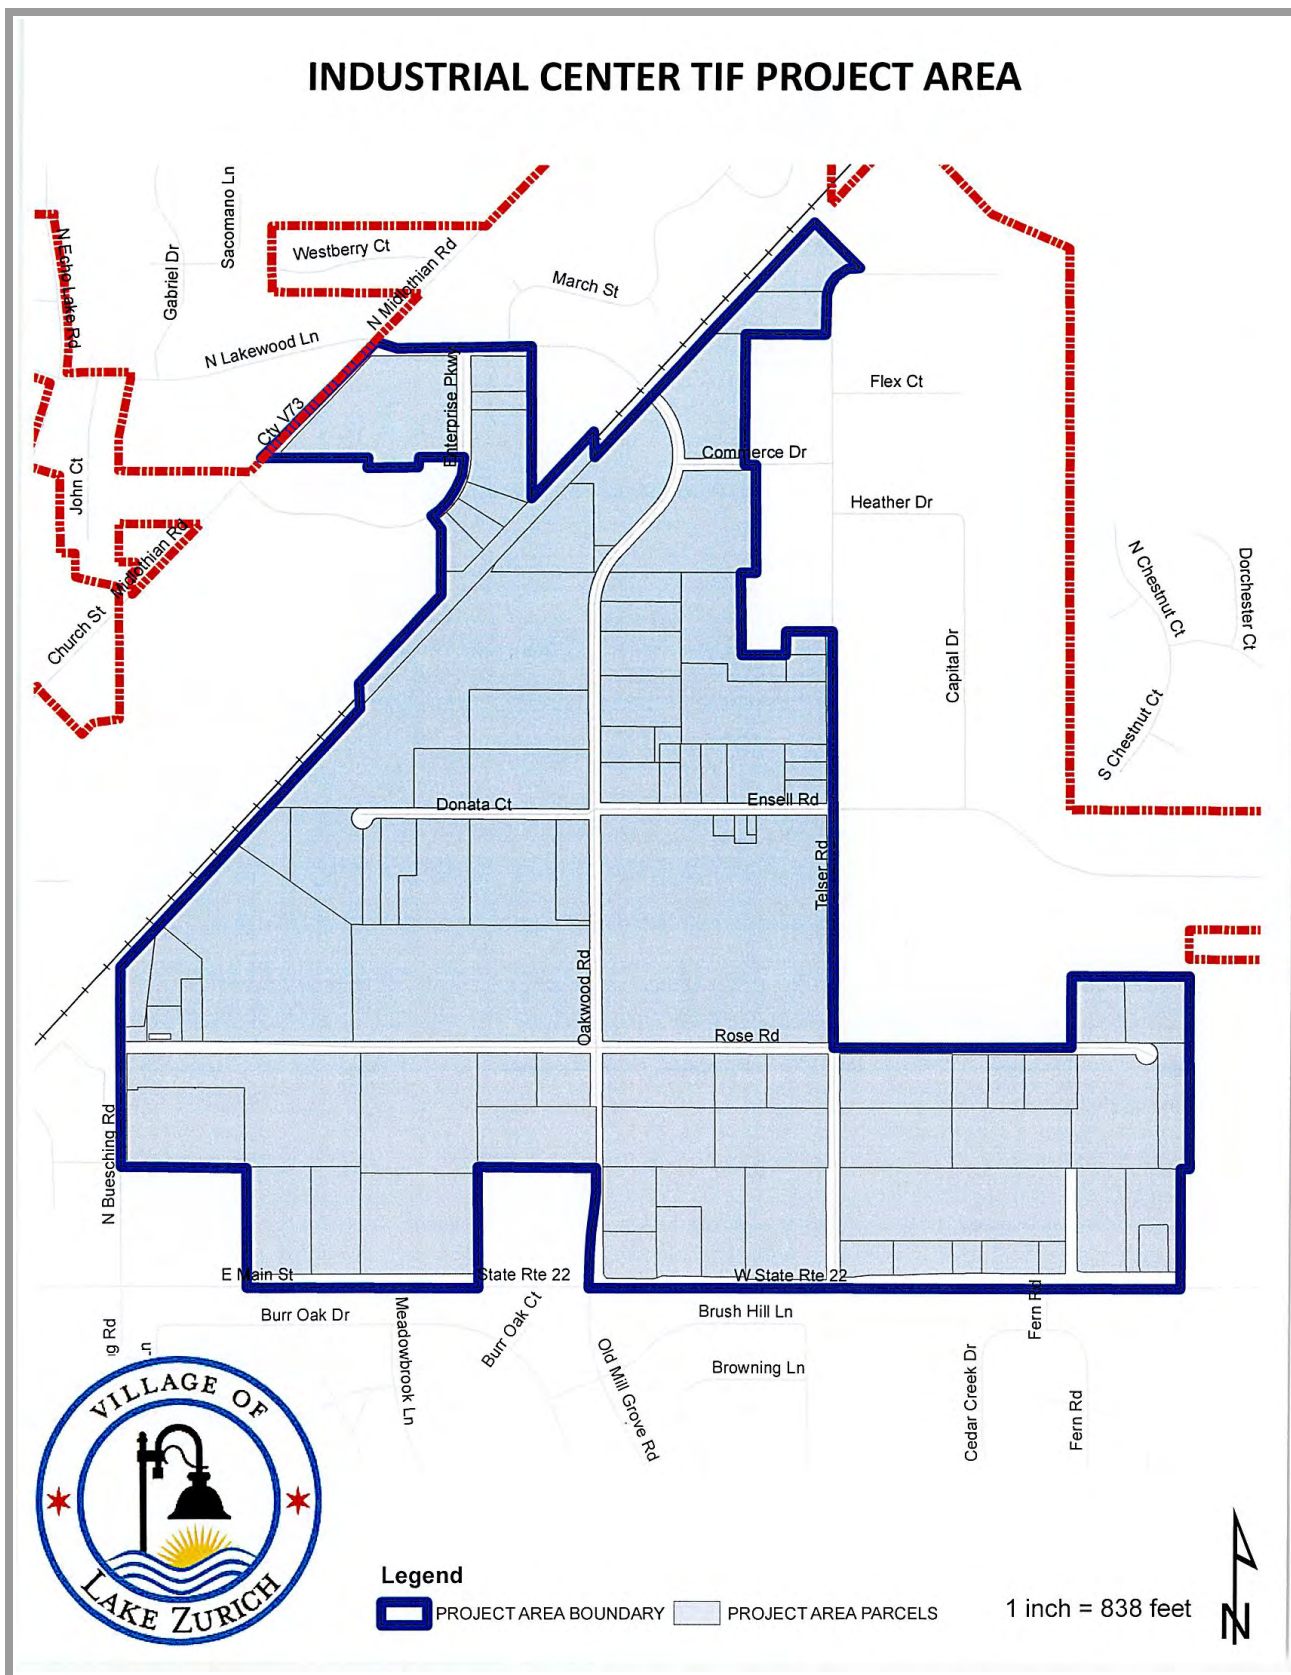 INDUSTRIAL CENTER TIF PROJECT AREA
Sacomano Ln
Gabriel Dr
N Echo Lake Rd
Westberry Ct
N Midlothian Rd
March St
N Lakewood Ln
Enterprise Pkwy
Flex Ct
Cty V73
Commerce Dr
John Ct
Heather Dr
Midlothian Rd
N Chestnut Ct
Dorchester Ct
Church St
Capital Dr
S Chestnut Ct
Donata Ct
Ensell Rd
Telser Rd
Oakwood Rd
Rose Rd
N Buesching Rd
E Main St
State Rte 22
W State Rte 22
Burr Oak Dr
Meadowbrook Ln
Burr Oak Ct
Brush Hill Ln
Fern Rd
Old Mill Grove Rd
Browning Ln
Cedar Creek Dr
Fern Rd
g Rd
-n
VILLAGE OF
LAKE ZURICH
Legend
PROJECT AREA BOUNDARY
PROJECT AREA PARCELS
1 inch = 838 feet
N